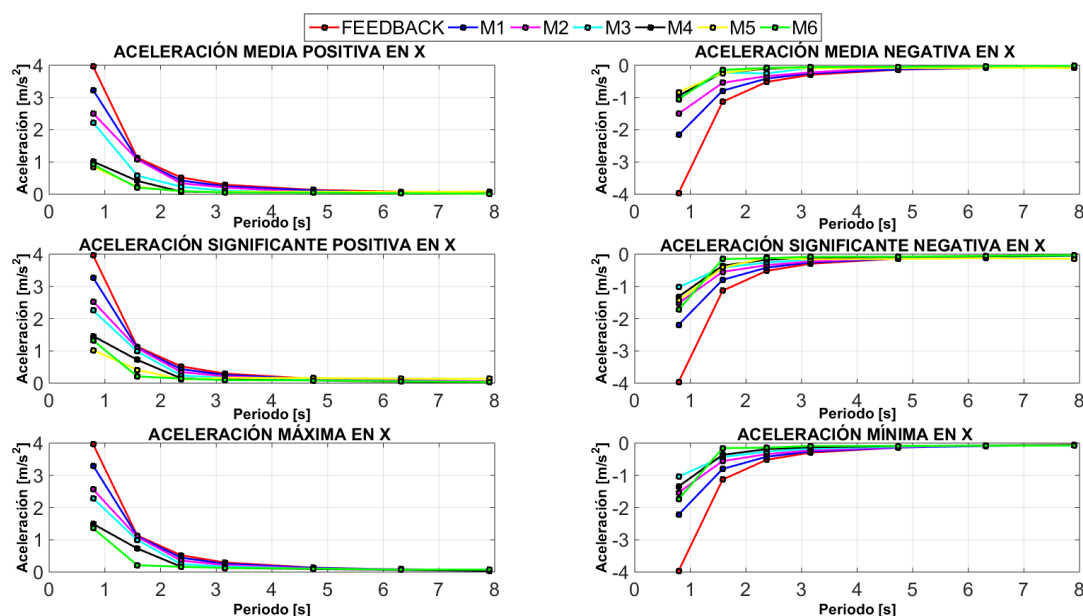 FEEDBACK M1 M2 M3 M4 M5 M6
ACELERACIÓN MEDIA POSITIVA EN X
Aceleración [m/s²]
4
3
2
1
0
0 1 2 3 4 5 6 7 8
Periodo [s]
ACELERACIÓN MEDIA NEGATIVA EN X
Aceleración [m/s²]
0
-1
-2
-3
-4
0 1 2 3 4 5 6 7 8
Periodo [s]
ACELERACIÓN SIGNIFICANTE POSITIVA EN X
Aceleración [m/s²]
4
3
2
1
0
0 1 2 3 4 5 6 7 8
Periodo [s]
ACELERACIÓN SIGNIFICANTE NEGATIVA EN X
Aceleración [m/s²]
0
-1
-2
-3
-4
0 1 2 3 4 5 6 7 8
Periodo [s]
ACELERACIÓN MÁXIMA EN X
Aceleración [m/s²]
4
3
2
1
0
0 1 2 3 4 5 6 7 8
Periodo [s]
ACELERACIÓN MÍNIMA EN X
Aceleración [m/s²]
0
-1
-2
-3
-4
0 1 2 3 4 5 6 7 8
Periodo [s]